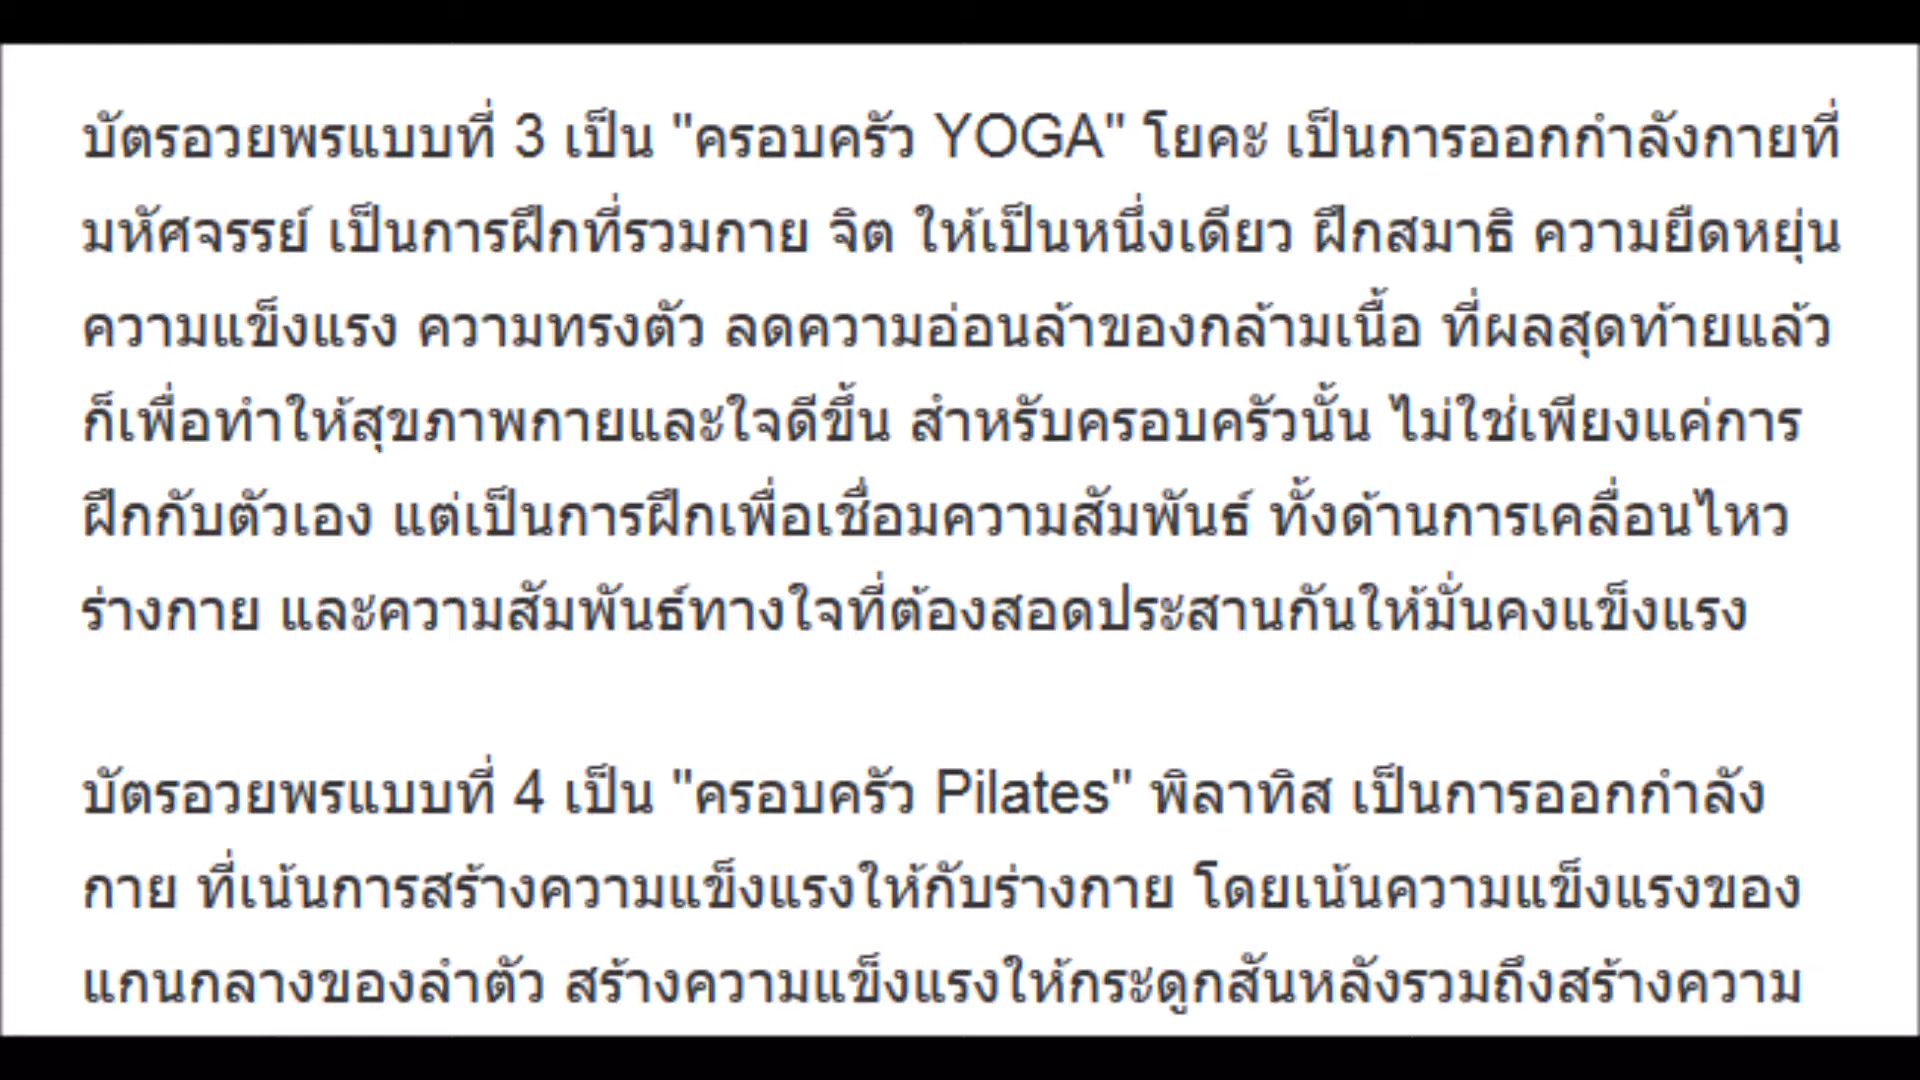 บัตรอวยพรแบบที่ 3 เป็น "ครอบครัว YOGA" โยคะ เป็นการออกกำลังกายที่
มหัศจรรย์ เป็นการฝึกที่รวมกาย จิต ให้เป็นหนึ่งเดียว ฝึกสมาธิ ความยืดหยุ่น
ความแข็งแรง ความทรงตัว ลดความอ่อนล้าของกล้ามเนื้อ ที่ผลสุดท้ายแล้ว
ก็เพื่อทำให้สุขภาพกายและใจดีขึ้น สำหรับครอบครัวนั้น ไม่ใช่เพียงแค่การ
ฝึกกับตัวเอง แต่เป็นการฝึกเพื่อเชื่อมความสัมพันธ์ ทั้งด้านการเคลื่อนไหว
ร่างกาย และความสัมพันธ์ทางใจที่ต้องสอดประสานกันให้มั่นคงแข็งแรง
บัตรอวยพรแบบที่ 4 เป็น "ครอบครัว Pilates" พิลาทิส เป็นการออกกำลัง
กาย ที่เน้นการสร้างความแข็งแรงให้กับร่างกาย โดยเน้นความแข็งแรงของ
แกนกลางของลำตัว สร้างความแข็งแรงให้กระดูกสันหลังรวมถึงสร้างความ